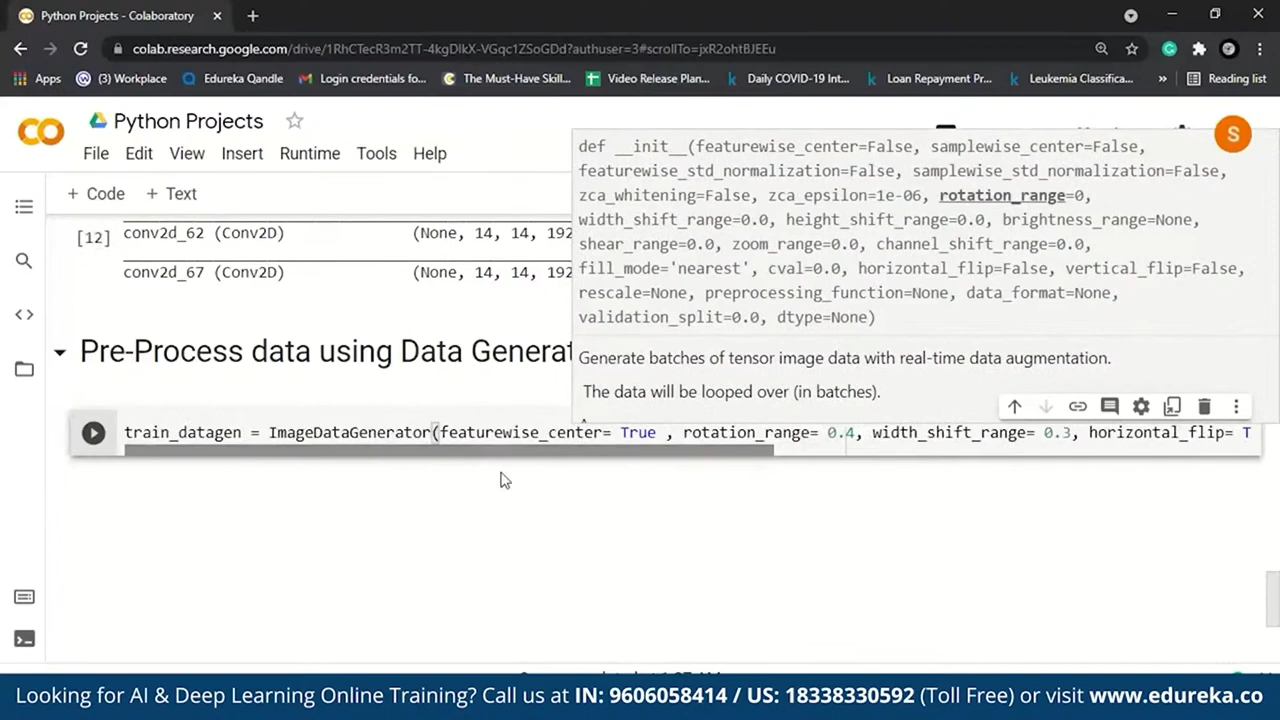 Python Projects - Colaboratory
colab.research.google.com/drive/1RhCTecR3m2TT-4kgDlkX-VGqc1ZSoGDd?authuser=3#scrollTo=jxR2ohtBJEEu
Apps
(3) Workplace
Edureka Qandle
Login credentials fo...
The Must-Have Skil...
Video Release Plan...
Daily COVID-19 Int...
Loan Repayment Pr...
Leukemia Classifica...
»
Reading list
Python Projects
S
File Edit View Insert Runtime Tools Help
+ Code + Text
[12]
conv2d_62 (Conv2D) (None, 14, 14, 192
conv2d_67 (Conv2D) (None, 14, 14, 192
def __init__(featurewise_center=False, samplewise_center=False,
featurewise_std_normalization=False, samplewise_std_normalization=False,
zca_whitening=False, zca_epsilon=1e-06, rotation_range=0,
width_shift_range=0.0, height_shift_range=0.0, brightness_range=None,
shear_range=0.0, zoom_range=0.0, channel_shift_range=0.0,
fill_mode='nearest', cval=0.0, horizontal_flip=False, vertical_flip=False,
rescale=None, preprocessing_function=None, data_format=None,
validation_split=0.0, dtype=None)
Generate batches of tensor image data with real-time data augmentation.
The data will be looped over (in batches).
Pre-Process data using Data Generat
train_datagen = ImageDataGenerator(featurewise_center= True , rotation_range= 0.4, width_shift_range= 0.3, horizontal_flip= T
Looking for AI & Deep Learning Online Training? Call us at IN: 9606058414 / US: 18338330592 (Toll Free) or visit www.edureka.co